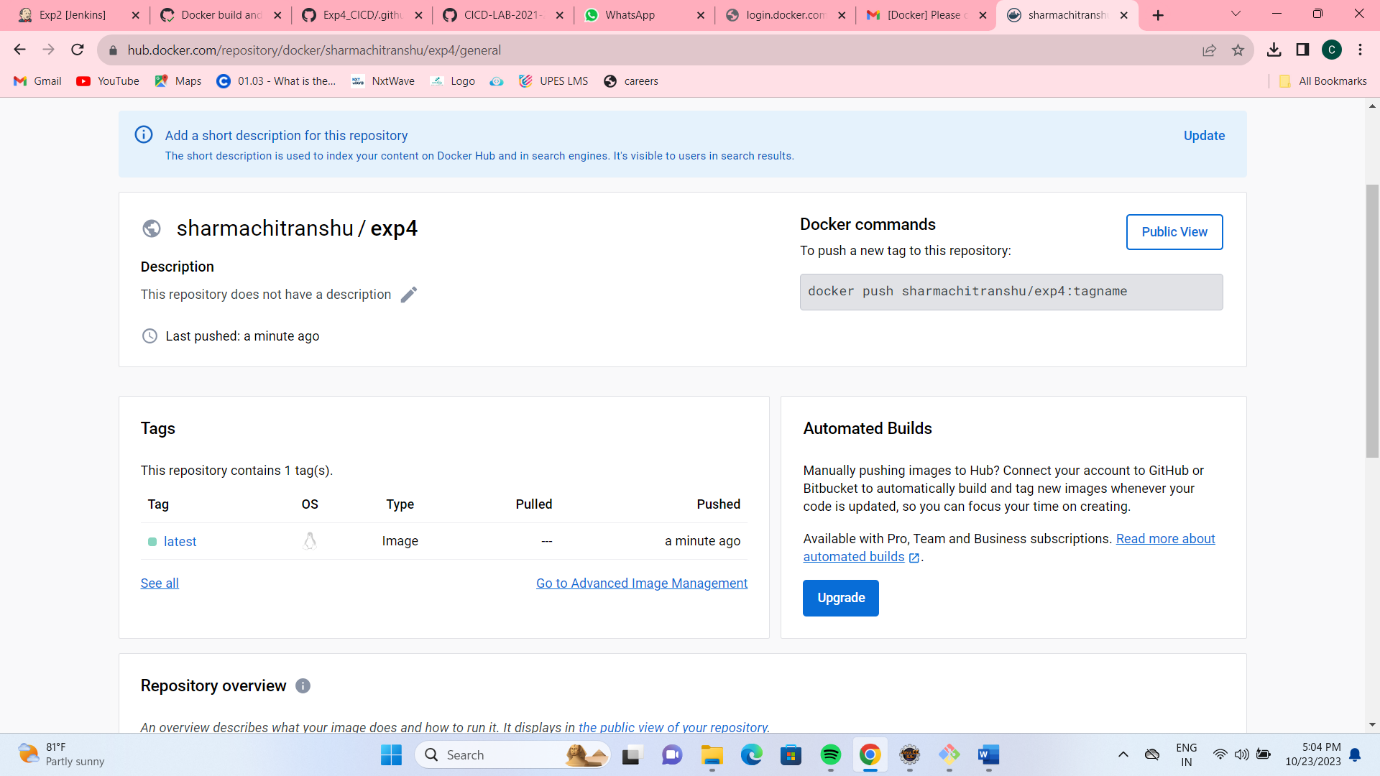 Exp2 [Jenkins]
Docker build and
Exp4_CICD/.githu
CICD-LAB-2021-
WhatsApp
login.docker.com
[Docker] Please c
sharmachitransh
hub.docker.com/repository/docker/sharmachitranshu/exp4/general
C
Gmail
YouTube
Maps
01.03 - What is the...
NxtWave
Logo
UPES LMS
careers
All Bookmarks
Add a short description for this repository
Update
The short description is used to index your content on Docker Hub and in search engines. It's visible to users in search results.
sharmachitranshu / exp4
Description
This repository does not have a description
Last pushed: a minute ago
Docker commands
Public View
To push a new tag to this repository:
docker push sharmachitranshu/exp4:tagname
Tags
This repository contains 1 tag(s).
Tag OS Type Pulled Pushed
latest Image --- a minute ago
See all Go to Advanced Image Management
Automated Builds
Manually pushing images to Hub? Connect your account to GitHub or
Bitbucket to automatically build and tag new images whenever your
code is updated, so you can focus your time on creating.
Available with Pro, Team and Business subscriptions. Read more about
automated builds.
Upgrade
Repository overview
An overview describes what your image does and how to run it. It displays in the public view of your repository.
81°F
Partly sunny
Search
ENG
IN
5:04 PM
10/23/2023